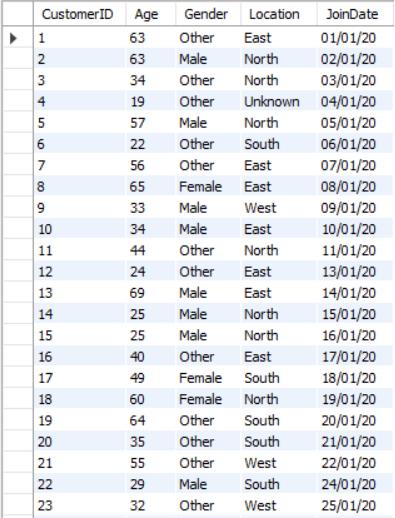 CustomerID Age Gender Location JoinDate
1 63 Other East 01/01/20
2 63 Male North 02/01/20
3 34 Other North 03/01/20
4 19 Other Unknown 04/01/20
5 57 Male North 05/01/20
6 22 Other South 06/01/20
7 56 Other East 07/01/20
8 65 Female East 08/01/20
9 33 Male West 09/01/20
10 34 Male East 10/01/20
11 44 Other North 11/01/20
12 24 Other East 13/01/20
13 69 Male East 14/01/20
14 25 Male North 15/01/20
15 25 Male North 16/01/20
16 40 Other East 17/01/20
17 49 Female South 18/01/20
18 60 Female North 19/01/20
19 64 Other South 20/01/20
20 35 Other South 21/01/20
21 55 Other West 22/01/20
22 29 Male South 24/01/20
23 32 Other West 25/01/20